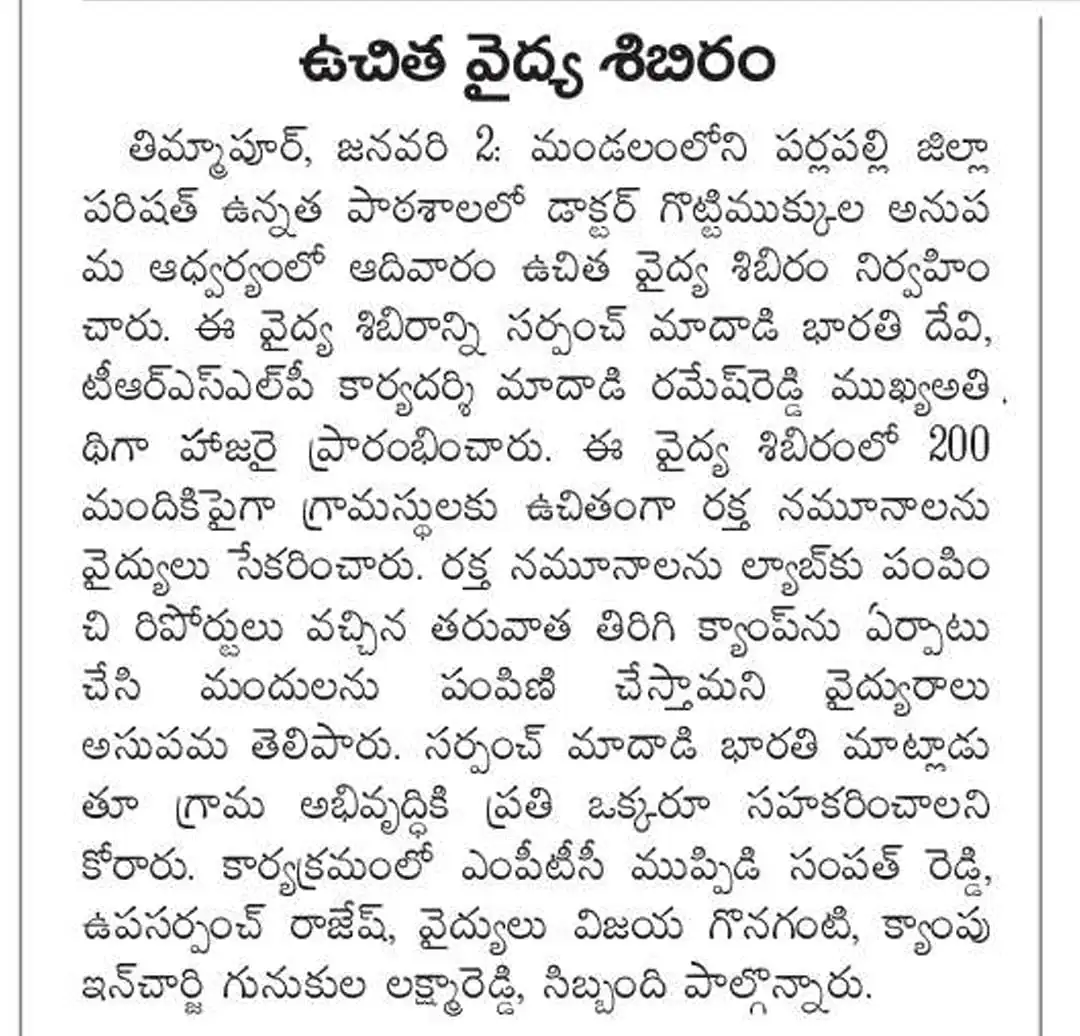 ఉచిత వైద్య శిబిరం
తిమ్మాపూర్, జనవరి 2: మండలంలోని పర్లపల్లి జిల్లా
పరిషత్ ఉన్నత పాఠశాలలో డాక్టర్ గొట్టిముక్కుల అనుప
మ ఆధ్వర్యంలో ఆదివారం ఉచిత వైద్య శిబిరం నిర్వహిం
చారు. ఈ వైద్య శిబిరాన్ని సర్పంచ్ మాదాడి భారతి దేవి,
టీఆర్ఎస్ఎల్పీ కార్యదర్శి మాదాడి రమేష్‌రెడ్డి ముఖ్యఅతి
థిగా హాజరై ప్రారంభించారు. ఈ వైద్య శిబిరంలో 200
మందికిపైగా గ్రామస్థులకు ఉచితంగా రక్త నమూనాలను
వైద్యులు సేకరించారు. రక్త నమూనాలను ల్యాబ్‌కు పంపిం
చి రిపోర్టులు వచ్చిన తరువాత తిరిగి క్యాంప్‌ను ఏర్పాటు
చేసి మందులను పంపిణి చేస్తామని వైద్యురాలు
అసుపమ తెలిపారు. సర్పంచ్ మాదాడి భారతి మాట్లాడు
తూ గ్రామ అభివృద్ధికి ప్రతి ఒక్కరూ సహకరించాలని
కోరారు. కార్యక్రమంలో ఎంపీటీసీ ముప్పిడి సంపత్ రెడ్డి,
ఉపసర్పంచ్ రాజేష్, వైద్యులు విజయ గొనగంటి, క్యాంపు
ఇన్‌చార్జి గునుకుల లక్ష్మారెడ్డి, సిబ్బంది పాల్గొన్నారు.